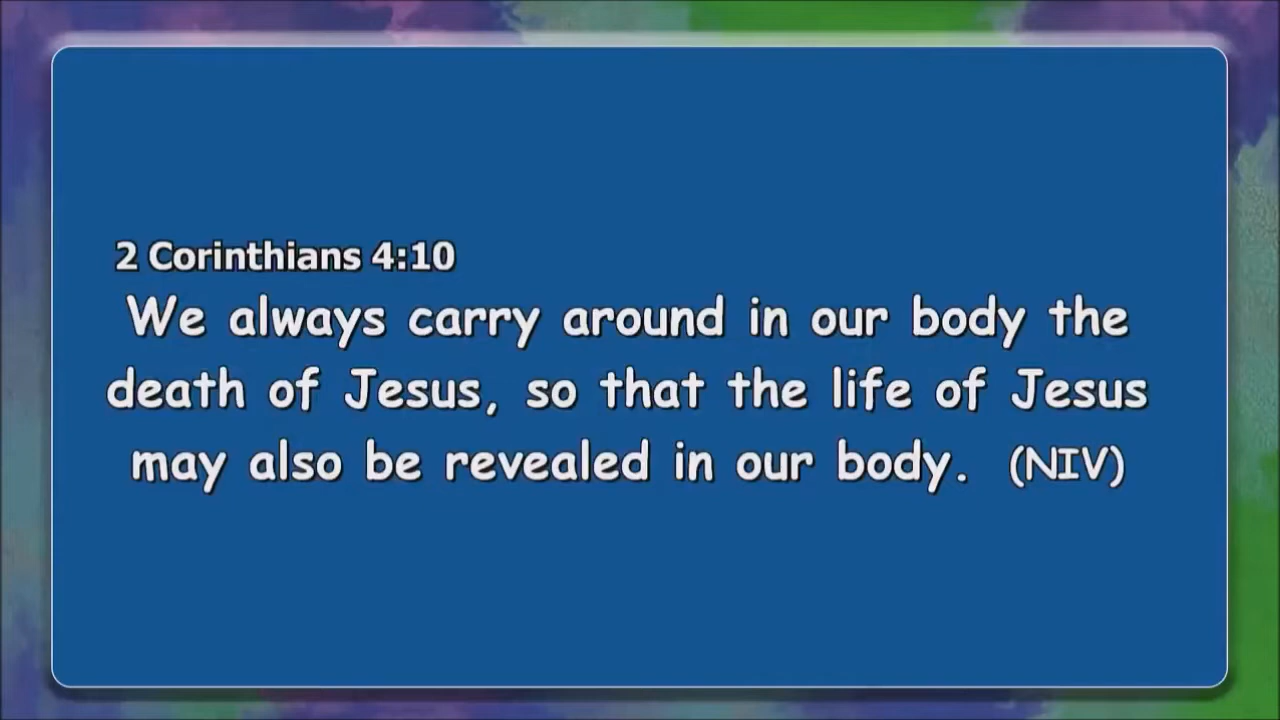 2 Corinthians 4:10
We always carry around in our body the
death of Jesus, so that the life of Jesus
may also be revealed in our body. (NIV)